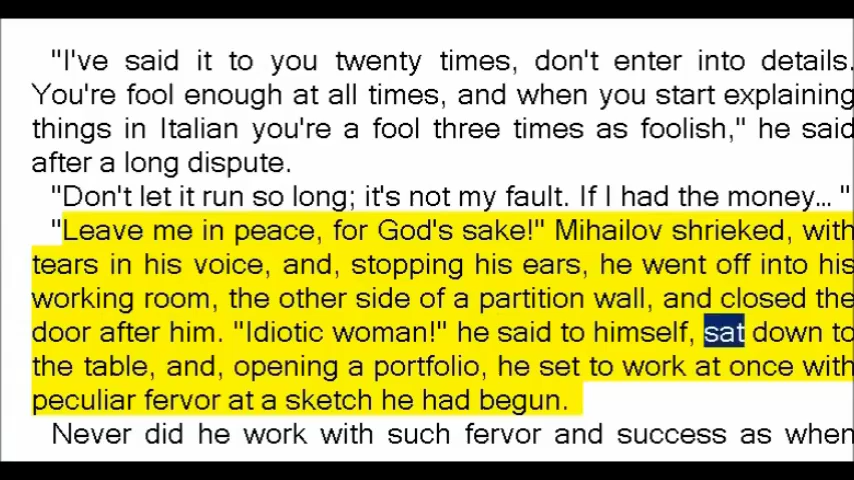 "I've said it to you twenty times, don't enter into details.
You're fool enough at all times, and when you start explaining
things in Italian you're a fool three times as foolish," he said
after a long dispute.
"Don't let it run so long; it's not my fault. If I had the money... "
"Leave me in peace, for God's sake!" Mihailov shrieked, with
tears in his voice, and, stopping his ears, he went off into his
working room, the other side of a partition wall, and closed the
door after him. "Idiotic woman!" he said to himself, sat down to
the table, and, opening a portfolio, he set to work at once with
peculiar fervor at a sketch he had begun.
Never did he work with such fervor and success as when